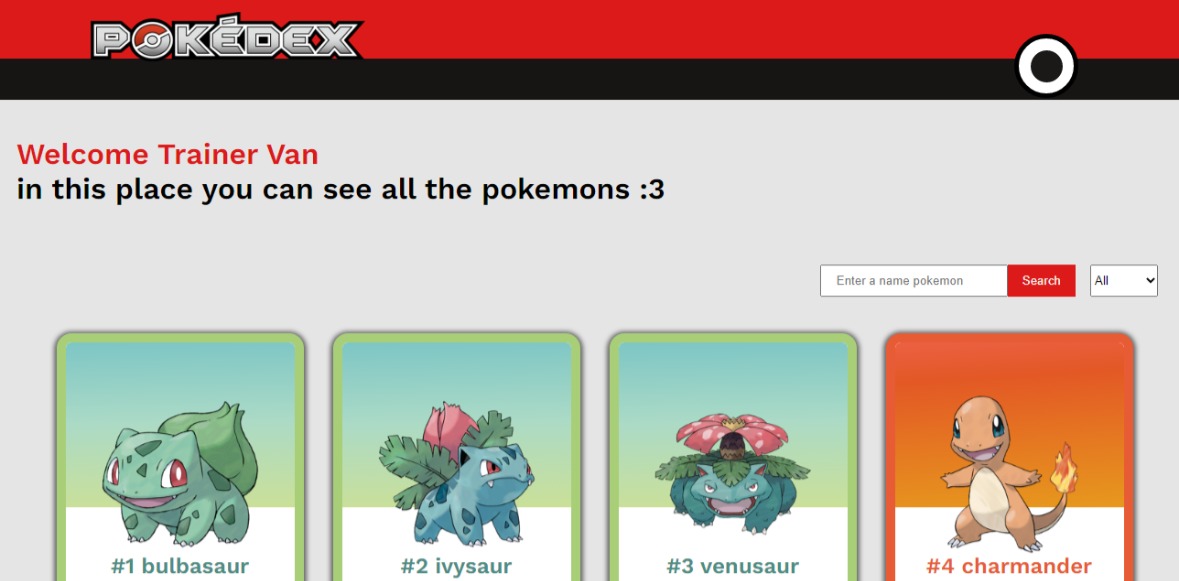 POKÉDEX
Welcome Trainer Van
in this place you can see all the pokemons :3
Enter a name pokemon
Search
All
#1 bulbasaur
#2 ivysaur
#3 venusaur
#4 charmander